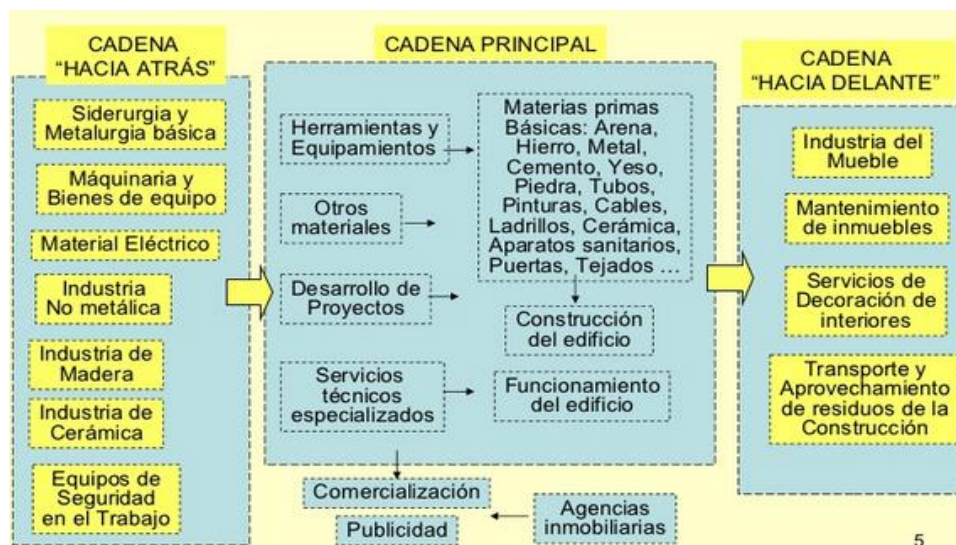 CADENA
"HACIA ATRÁS"
Siderurgia y
Metalurgia básica
Máquinaria y
Bienes de equipo
Material Eléctrico
Industria
No metálica
Industria de
Madera
Industria de
Cerámica
Equipos de
Seguridad
en el Trabajo
CADENA PRINCIPAL
Herramientas y
Equipamientos
Otros
materiales
Desarrollo de
Proyectos
Servicios
técnicos
especializados
Materias primas
Básicas: Arena,
Hierro, Metal,
Cemento, Yeso,
Piedra, Tubos,
Pinturas, Cables,
Ladrillos, Cerámica,
Aparatos sanitarios,
Puertas, Tejados ...
Construcción
del edificio
Funcionamiento
del edificio
Comercialización
Publicidad
Agencias
inmobiliarias
CADENA
"HACIA DELANTE"
Industria del
Mueble
Mantenimiento
de inmuebles
Servicios de
Decoración de
interiores
Transporte y
Aprovechamiento
de residuos de la
Construcción
5